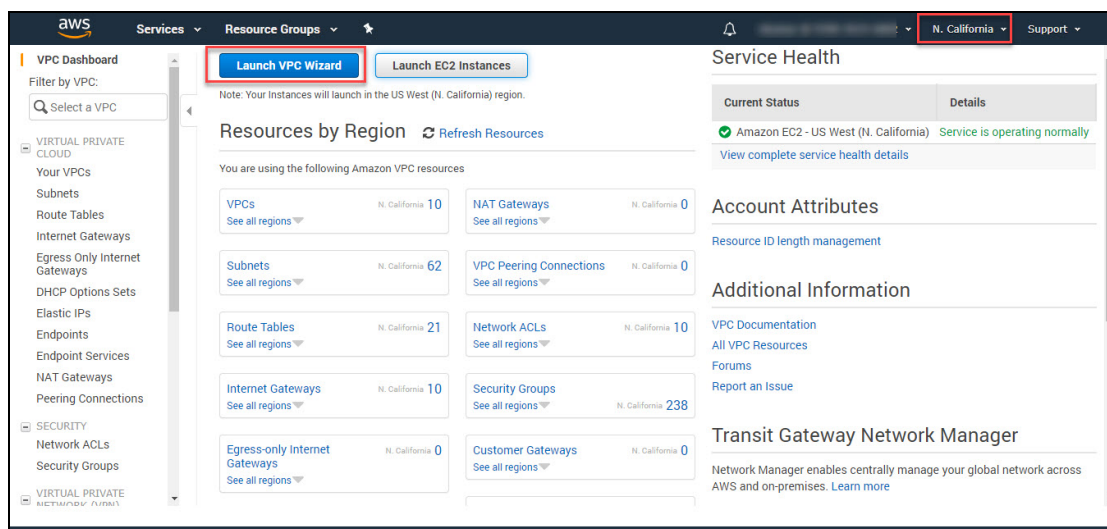 aws
Services
Resource Groups
N. California
Support
VPC Dashboard
Filter by VPC:
Select a VPC
VIRTUAL PRIVATE
CLOUD
Your VPCs
Subnets
Route Tables
Internet Gateways
Egress Only Internet
Gateways
DHCP Options Sets
Elastic IPs
Endpoints
Endpoint Services
NAT Gateways
Peering Connections
SECURITY
Network ACLs
Security Groups
VIRTUAL PRIVATE
NETWORK (VPN)
Launch VPC Wizard
Launch EC2 Instances
Note: Your Instances will launch in the US West (N. California) region.
Resources by Region
Refresh Resources
You are using the following Amazon VPC resources
VPCs N. California 10
See all regions
NAT Gateways N. California 0
See all regions
Subnets N. California 62
See all regions
VPC Peering Connections N. California 0
See all regions
Route Tables N. California 21
See all regions
Network ACLs N. California 10
See all regions
Internet Gateways N. California 10
See all regions
Security Groups
See all regions N. California 238
Egress-only Internet N. California 0
Gateways
See all regions
Customer Gateways N. California 0
See all regions
Service Health
Current Status Details
Amazon EC2 - US West (N. California) Service is operating normally
View complete service health details
Account Attributes
Resource ID length management
Additional Information
VPC Documentation
All VPC Resources
Forums
Report an Issue
Transit Gateway Network Manager
Network Manager enables centrally manage your global network across
AWS and on-premises. Learn more